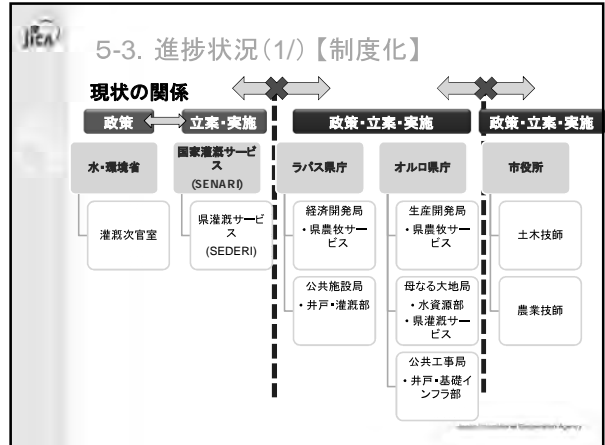 JICA
5-3. 進捗状況(1/)【制度化】
現状の関係
政策
立案・実施
政策・立案・実施
政策・立案・実施
水・環境省
国家灌漑サービ
ス
(SENARI)
ラパス県庁
オルロ県庁
市役所
灌漑次官室
県灌漑サービ
ス
(SEDERI)
経済開発局
・県農牧サー
ビス
公共施設局
・井戸・灌漑部
生産開発局
・県農牧サー
ビス
母なる大地局
・水資源部
・県灌漑サー
ビス
公共工事局
・井戸・基礎イ
ンフラ部
土木技師
農業技師
Japan International Cooperation Agency